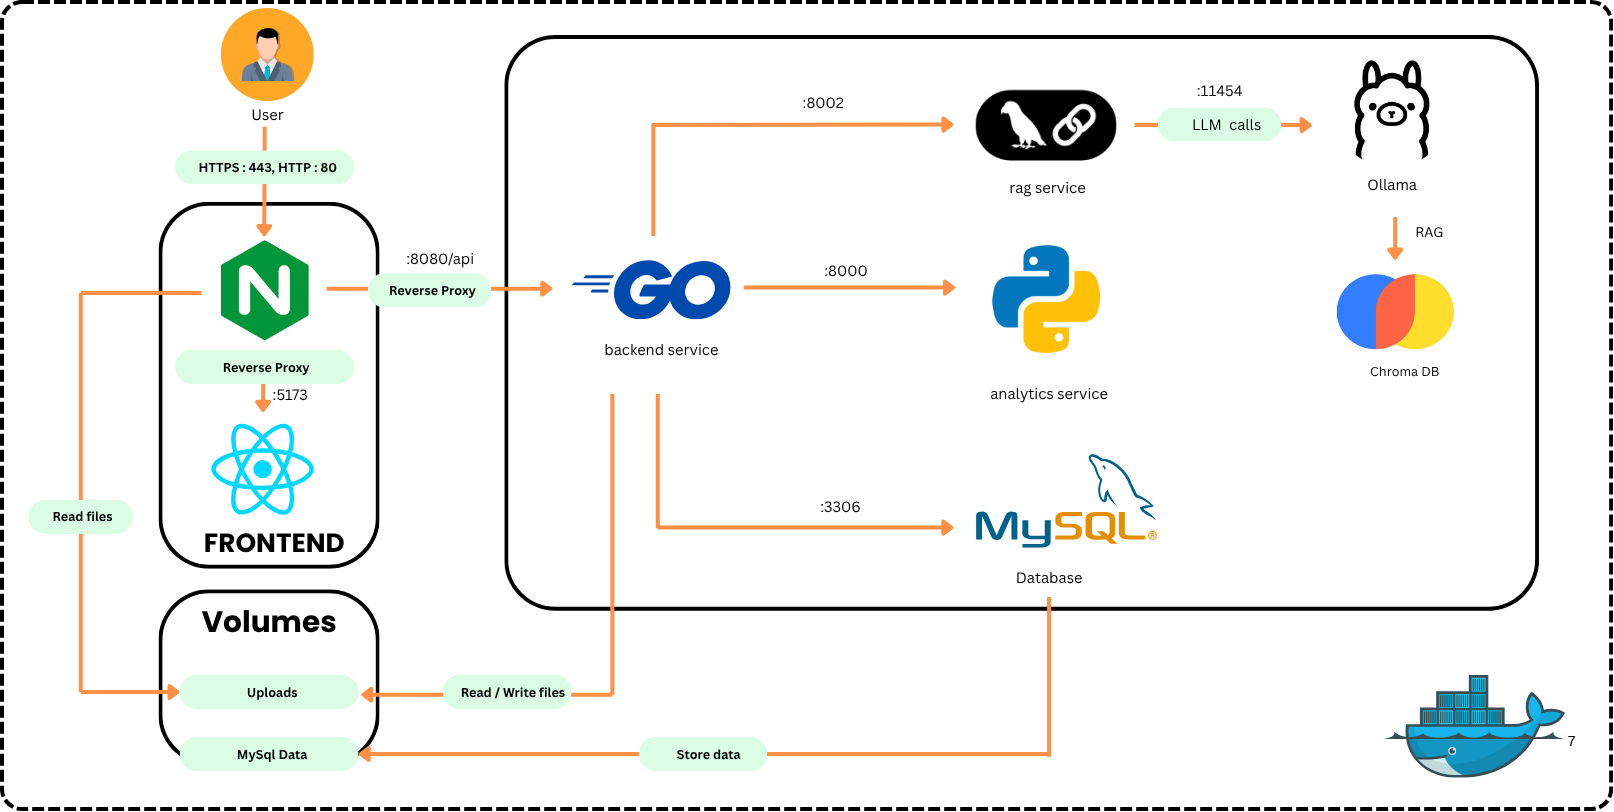 User
HTTPS : 443, HTTP : 80
:8080/api
Reverse Proxy
Reverse Proxy
:5173
FRONTEND
Read files
Volumes
Uploads
MySql Data
Read / Write files
Store data
GO
backend service
:8002
rag service
:11454
LLM calls
Ollama
RAG
Chroma DB
:8000
analytics service
:3306
MySQL®
Database
7